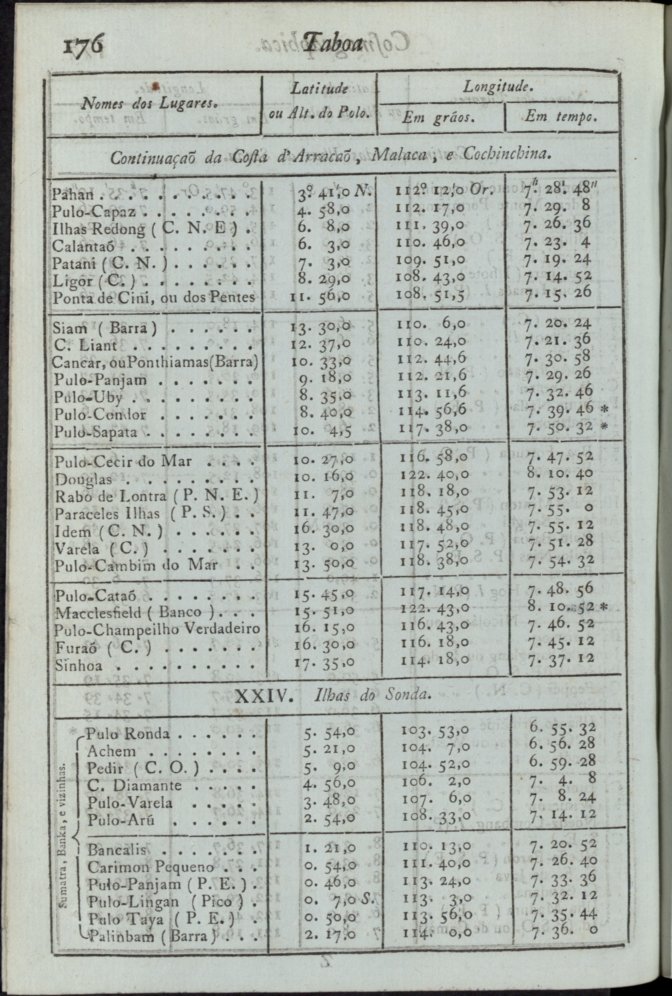 176 Taboa
Nomes dos Lugares. Latitude ou Alt. do Polo. Longitude.
Em grãos. Em tempo.
Continuaçaõ da Costa d'Arracaõ, Malaca, e Cochinchina.
Pahan . . . . . . . . . 3.° 41',0 N. 112.° 12',0 Or. 7.h 28.' 48"
Pulo-Capaz . . . . . . . 4. 58,0 112. 17,0 7. 29. 8
Ilhas Redong ( C. N. E ) . 6. 8,0 111. 39,0 7. 26. 36
Calantaõ . . . . . . . . 6. 3,0 110. 46,0 7. 23. 4
Patani ( C. N. ) . . . . . . 7. 3,0 109. 51,0 7. 19. 24
Ligor ( C. ) . . . . . . . 8. 29,0 108. 43,0 7. 14. 52
Ponta de Cini, ou dos Pentes 11. 56,0 108. 51,5 7. 15. 26
Siam ( Barra ) . . . . . . 13. 30,0 110. 6,0 7. 20. 24
C. Liant . . . . . . . . 12. 37,0 110. 24,0 7. 21. 36
Cancar, ou Ponthiamas (Barra) 10. 33,0 112. 44,6 7. 30. 58
Pulo-Panjam . . . . . . 9. 18,0 112. 21,6 7. 29. 26
Pulo-Uby . . . . . . . . 8. 35,0 113. 11,6 7. 32. 46
Pulo-Condor . . . . . . 8. 40,0 114. 56,6 7. 39. 46 *
Pulo-Sapata . . . . . . . 10. 4,5 117. 38,0 7. 50. 32 *
Pulo-Cecir do Mar . . . . 10. 27,0 116. 58,0 7. 47. 52
Douglas . . . . . . . . 10. 16,0 122. 40,0 8. 10. 40
Rabo de Lontra ( P. N. E. ) 11. 7,0 118. 18,0 7. 53. 12
Paraceles Ilhas ( P. S. ) . . 11. 47,0 118. 45,0 7. 55. 0
Idem ( C. N. ) . . . . . . 16. 30,0 118. 48,0 7. 55. 12
Varela ( C. ) . . . . . . 13. 0,0 117. 52,0 7. 51. 28
Pulo-Cambim do Mar . . . 13. 50,0 118. 38,0 7. 54. 32
Pulo-Cataõ . . . . . . . 15. 45,0 117. 14,0 7. 48. 56
Macclesfield ( Banco ) . . . 15. 51,0 122. 43,0 8. 10. 52 *
Pulo-Champeilho Verdadeiro 16. 15,0 116. 43,0 7. 46. 52
Furaõ ( C. ) . . . . . . . 16. 30,0 116. 18,0 7. 45. 12
Sinhoa . . . . . . . . . 17. 35,0 114. 18,0 7. 37. 12
XXIV. Ilhas do Sonda.
Sumatra, Banka, e vizinhas.
Pulo Ronda . . . . . . 5. 54,0 103. 53,0 6. 55. 32
Achem . . . . . . . . 5. 21,0 104. 7,0 6. 56. 28
Pedir ( C. O. ) . . . . 5. 9,0 104. 52,0 6. 59. 28
C. Diamante . . . . . 4. 56,0 106. 2,0 7. 4. 8
Pulo-Varela . . . . . 3. 48,0 107. 6,0 7. 8. 24
Pulo-Arú . . . . . . 2. 54,0 108. 33,0 7. 14. 12
Bancalis . . . . . . . 1. 21,0 110. 13,0 7. 20. 52
Carimon Pequeno . . . 0. 54,0 111. 40,0 7. 26. 40
Pulo-Panjam ( P. E. ) . . 0. 46,0 113. 24,0 7. 33. 36
Pulo-Lingan ( Pico ) . . 0. 7,0 S. 113. 3,0 7. 32. 12
Pulo Taya ( P. E. ) . . 0. 50,0 113. 56,0 7. 35. 44
Palinbam ( Barra ) . . . 2. 17,0 114. 0,0 7. 36. 0